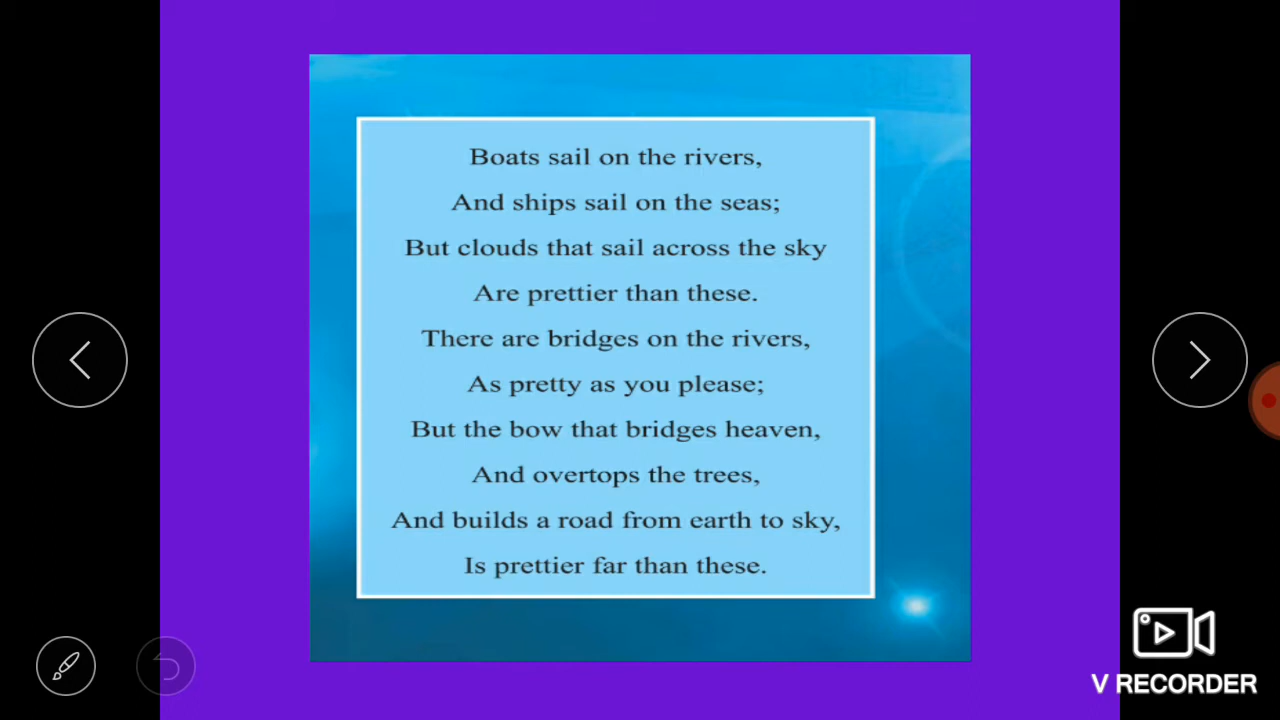 Boats sail on the rivers,
And ships sail on the seas;
But clouds that sail across the sky
Are prettier than these.
There are bridges on the rivers,
As pretty as you please;
But the bow that bridges heaven,
And overtops the trees,
And builds a road from earth to sky,
Is prettier far than these.
V RECORDER